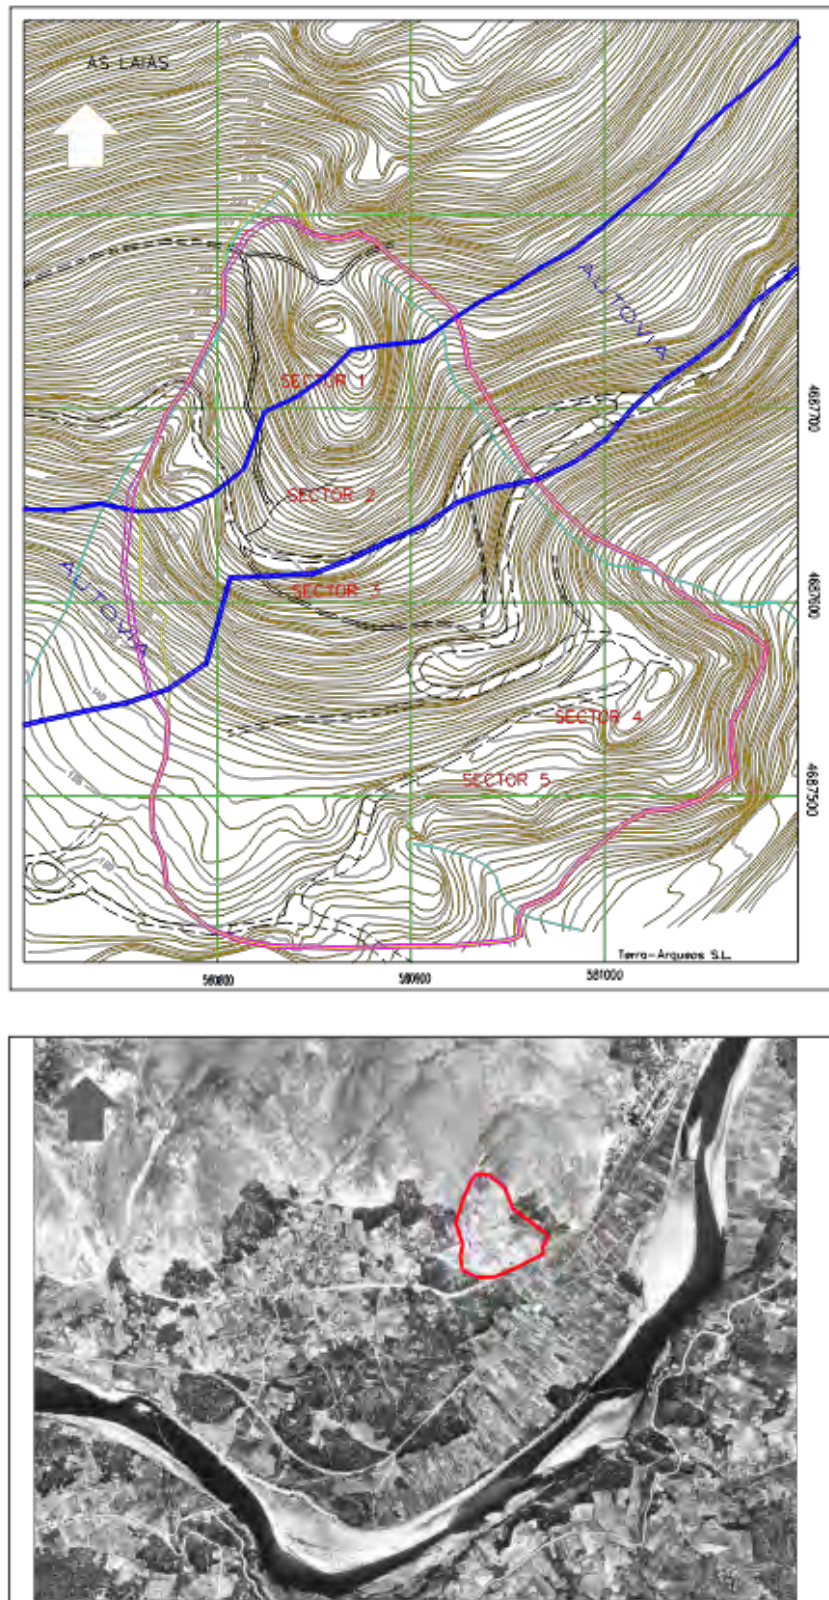 AS LAIAS
AUTOVIA
SECTOR 1
4687700
SECTOR 2
SECTOR 3
AUTOVIA
4687600
SECTOR 4
SECTOR 5
4687500
Terra-Arqueos S.L.
580800
580900
581000